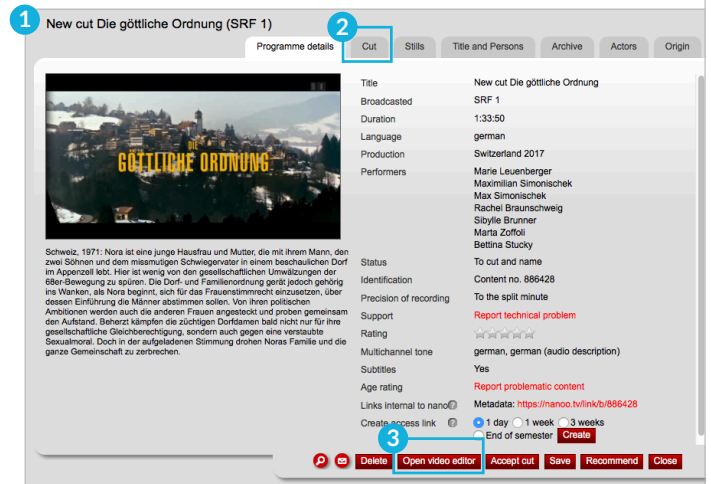 1
New cut Die göttliche Ordnung (SRF 1)
2
Programme details
Cut
Stills
Title and Persons
Archive
Actors
Origin
DIE
GÖTTLICHE ORDNUNG
Schweiz, 1971: Nora ist eine junge Hausfrau und Mutter, die mit ihrem Mann, den
zwei Söhnen und dem missmutigen Schwiegervater in einem beschaulichen Dorf
im Appenzell lebt. Hier ist wenig von den gesellschaftlichen Umwälzungen der
68er-Bewegung zu spüren. Die Dorf- und Familienordnung gerät jedoch gehörig
ins Wanken, als Nora beginnt, sich für das Frauenstimmrecht einzusetzen, über
dessen Einführung die Männer abstimmen sollen. Von ihren politischen
Ambitionen werden auch die anderen Frauen angesteckt und proben gemeinsam
den Aufstand. Beherzt kämpfen die züchtigen Dorfdamen bald nicht nur für ihre
gesellschaftliche Gleichberechtigung, sondern auch gegen eine verstaubte
Sexualmoral. Doch in der aufgeladenen Stimmung drohen Noras Familie und die
ganze Gemeinschaft zu zerbrechen.
Title New cut Die göttliche Ordnung
Broadcasted SRF 1
Duration 1:33:50
Language german
Production Switzerland 2017
Performers Marie Leuenberger
Maximilian Simonischek
Max Simonischek
Rachel Braunschweig
Sibylle Brunner
Marta Zoffoli
Bettina Stucky
Status To cut and name
Identification Content no. 886428
Precision of recording To the split minute
Support Report technical problem
Rating
Multichannel tone german, german (audio description)
Subtitles Yes
Age rating Report problematic content
Links internal to nano ? Metadata: https://nanoo.tv/link/b/886428
Create access link ? 1 day 1 week 3 weeks
End of semester Create
3
Delete Open video editor Accept cut Save Recommend Close